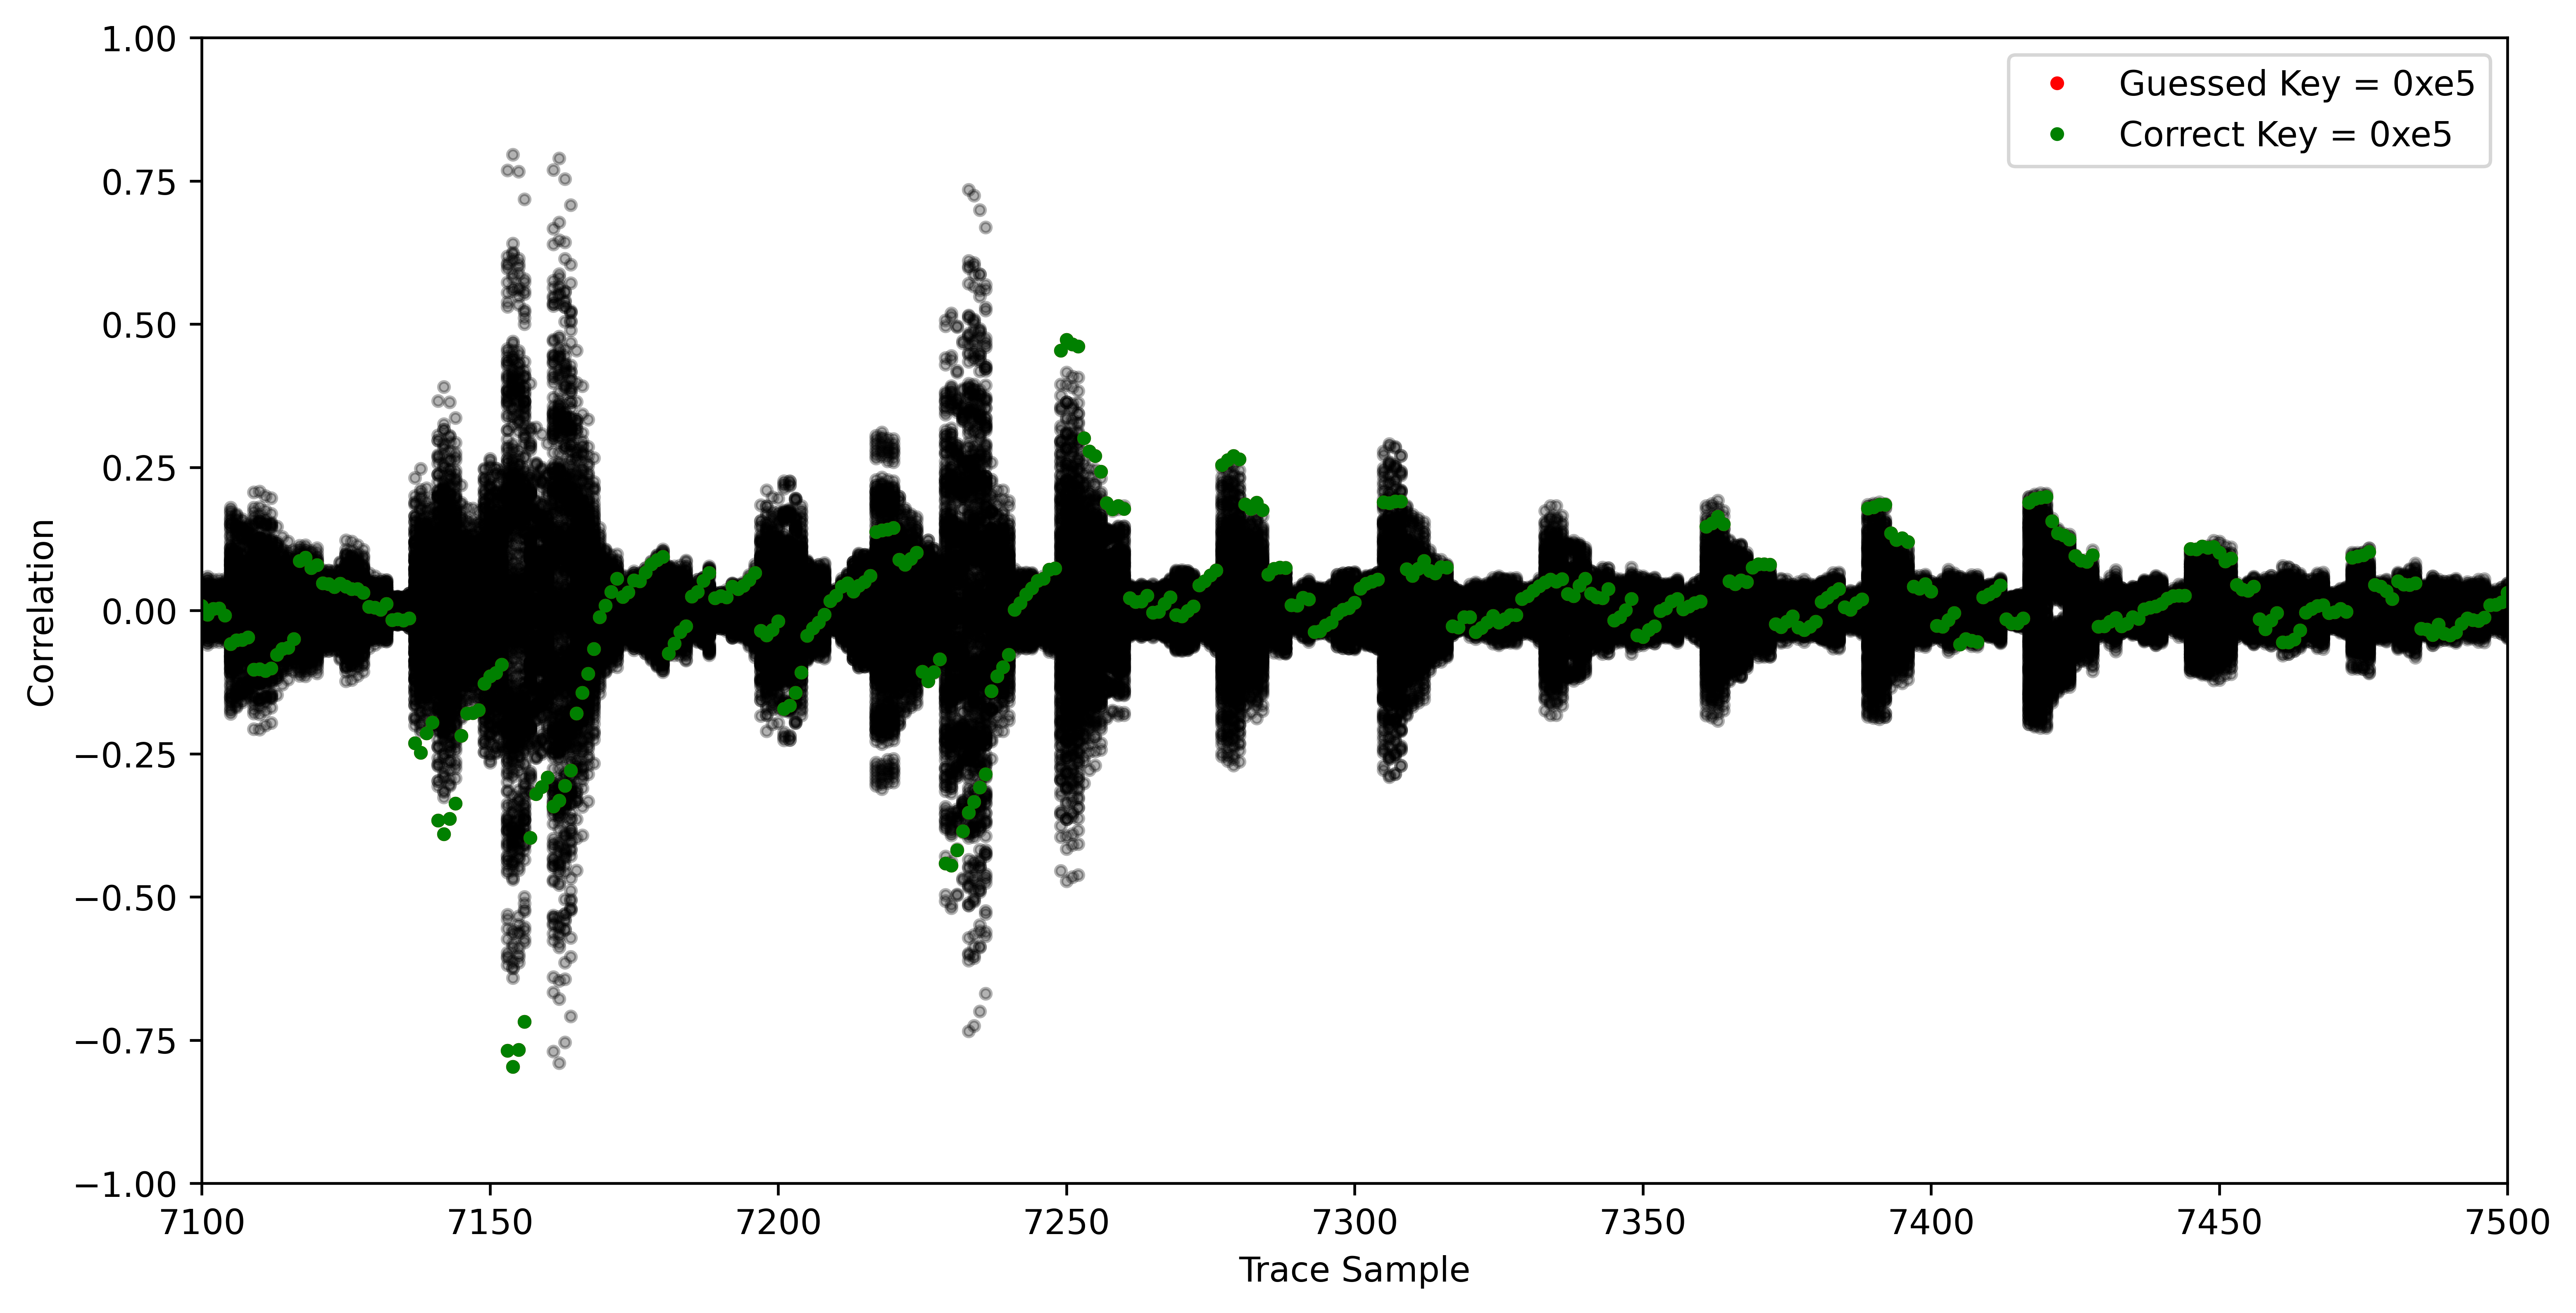 1.00
0.75
0.50
0.25
0.00
−0.25
−0.50
−0.75
−1.00
Correlation
Guessed Key = 0xe5
Correct Key = 0xe5
7100 7150 7200 7250 7300 7350 7400 7450 7500
Trace Sample